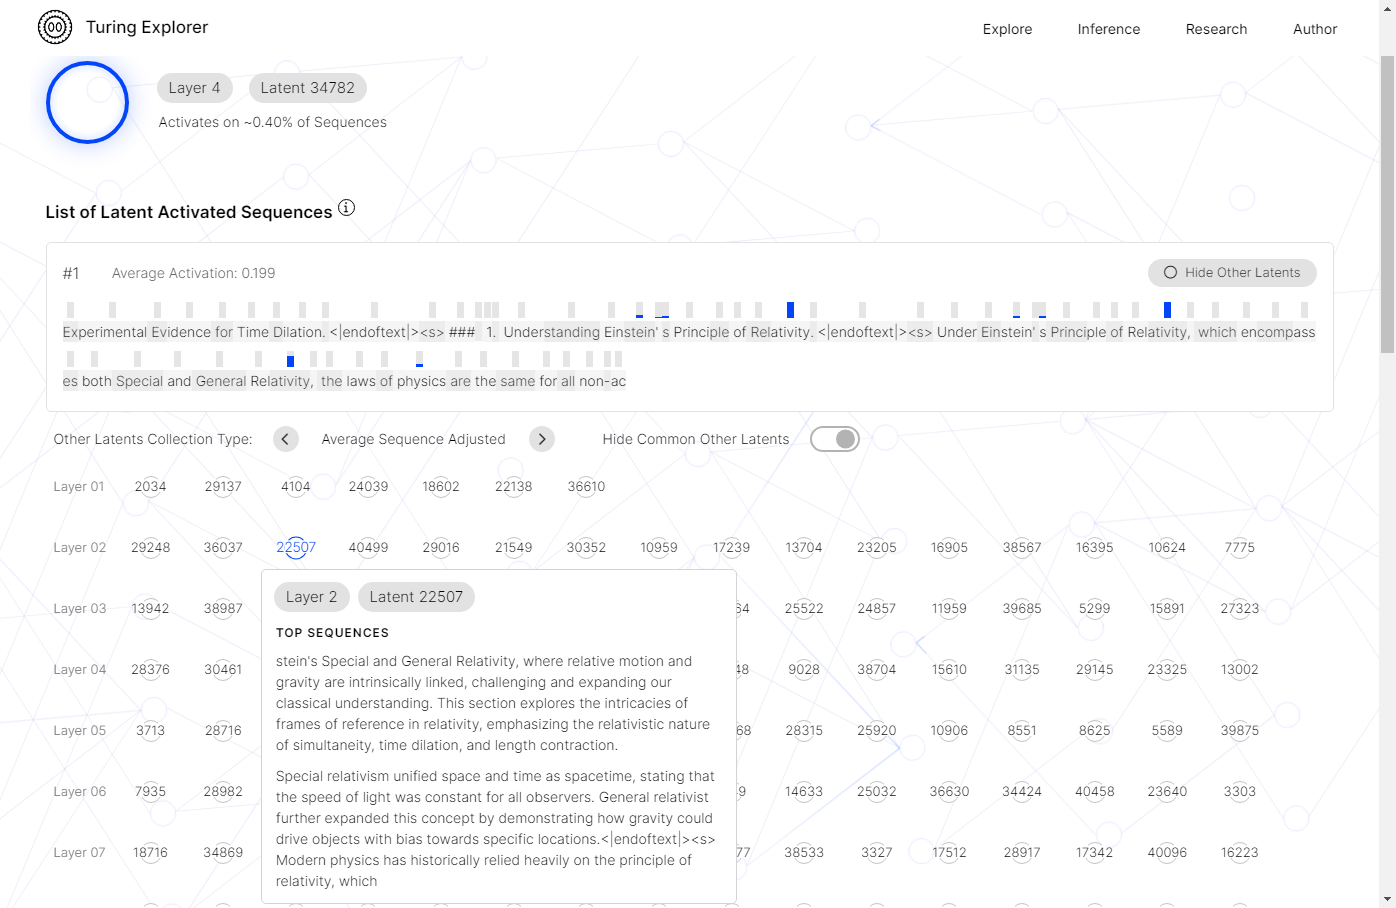 Turing Explorer
Explore Inference Research Author
Layer 4 Latent 34782
Activates on ~0.40% of Sequences
List of Latent Activated Sequences
#1 Average Activation: 0.199 Hide Other Latents
Experimental Evidence for Time Dilation. <|endoftext|><s> ### 1. Understanding Einstein' s Principle of Relativity. <|endoftext|><s> Under Einstein' s Principle of Relativity, which encompass
es both Special and General Relativity, the laws of physics are the same for all non-ac
Other Latents Collection Type: Average Sequence Adjusted Hide Common Other Latents
Layer 01 2034 29137 4104 24039 18602 22138 36610
Layer 02 29248 36037 22507 40499 29016 21549 30352 10959 17239 13704 23205 16905 38567 16395 10624 7775
Layer 2 Latent 22507
TOP SEQUENCES
stein's Special and General Relativity, where relative motion and
gravity are intrinsically linked, challenging and expanding our
classical understanding. This section explores the intricacies of
frames of reference in relativity, emphasizing the relativistic nature
of simultaneity, time dilation, and length contraction.
Special relativism unified space and time as spacetime, stating that
the speed of light was constant for all observers. General relativist
further expanded this concept by demonstrating how gravity could
drive objects with bias towards specific locations.<|endoftext|><s>
Modern physics has historically relied heavily on the principle of
relativity, which
Layer 03 13942 38987 64 25522 24857 11959 39685 5299 15891 27323
Layer 04 28376 30461 48 9028 38704 15610 31135 29145 23325 13002
Layer 05 3713 28716 68 28315 25920 10906 8551 8625 5589 39875
Layer 06 7935 28982 9 14633 25032 36630 34424 40458 23640 3303
Layer 07 18716 34869 77 38533 3327 17512 28917 17342 40096 16223